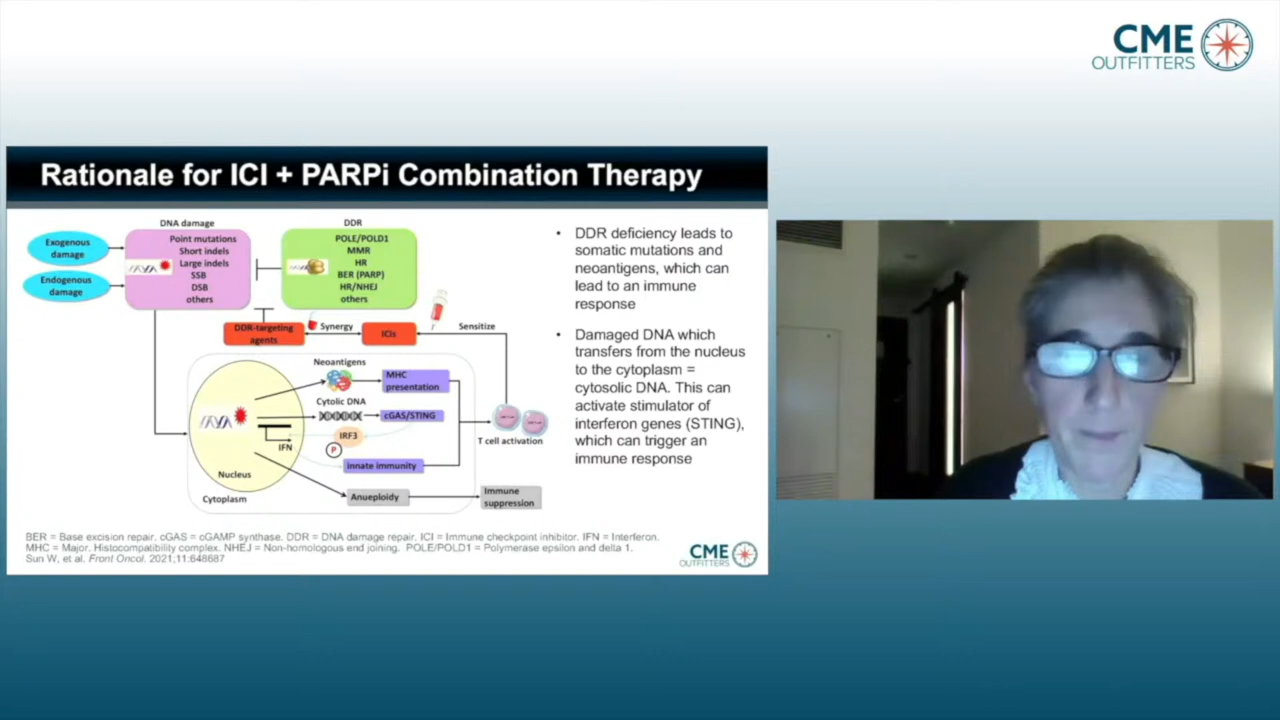 CME
OUTFITTERS
Rationale for ICI + PARPi Combination Therapy
DNA damage
DDR
Exogenous
damage
Endogenous
damage
Point mutations
Short indels
Large indels
SSB
DSB
others
POLE/POLD1
MMR
HR
BER (PARP)
HR/NHEJ
others
DDR-targeting
agents
Synergy
ICIs
Sensitize
Neoantigens
MHC
presentation
Cytolic DNA
cGAS/STING
IRF3
P
IFN
innate immunity
T cell activation
Nucleus
Cytoplasm
Anueploidy
Immune
suppression
• DDR deficiency leads to
somatic mutations and
neoantigens, which can
lead to an immune
response
• Damaged DNA which
transfers from the nucleus
to the cytoplasm =
cytosolic DNA. This can
activate stimulator of
interferon genes (STING),
which can trigger an
immune response
BER = Base excision repair. cGAS = cGAMP synthase. DDR = DNA damage repair. ICI = Immune checkpoint inhibitor. IFN = Interferon.
MHC = Major. Histocompatibility complex. NHEJ = Non-homologous end joining. POLE/POLD1 = Polymerase epsilon and delta 1.
Sun W, et al. Front Oncol. 2021;11:648687
CME
OUTFITTERS